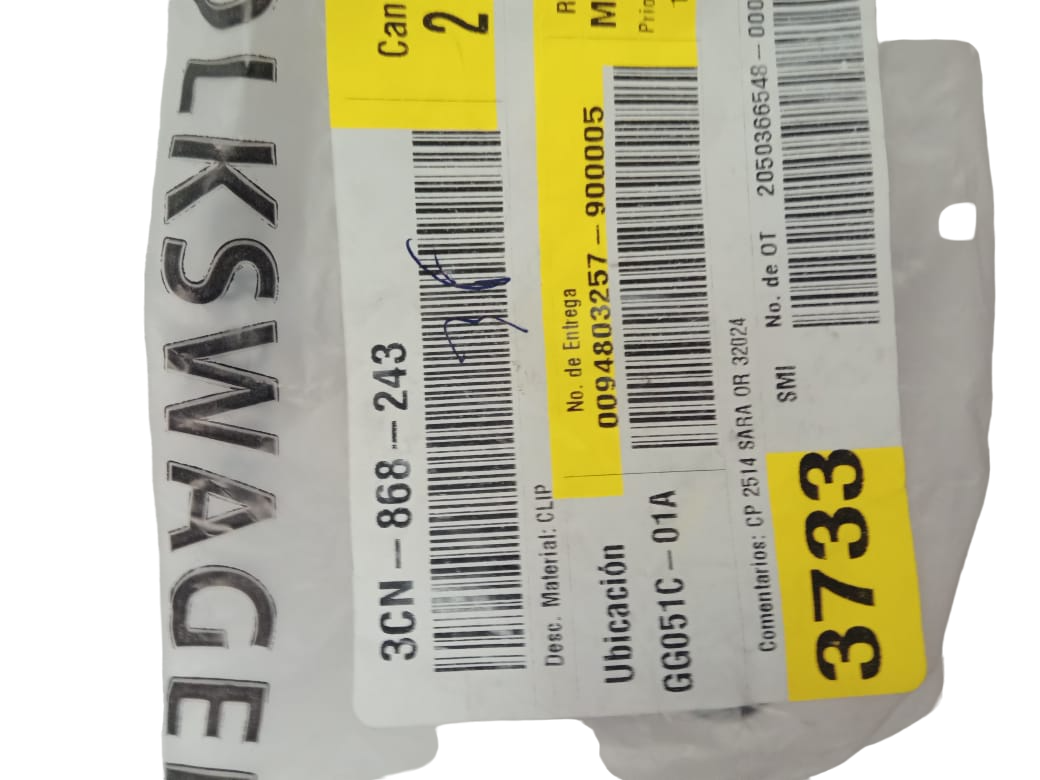 LKSWAGE
3CN-868-243
Can
2
Desc. Material: CLIP
No. de Entrega
0094803257-900005
Ubicación
GG051C-01A
Comentarios: CP 2514 SARA OR 32024
SMI
No. de OT 2050366548-000
3733